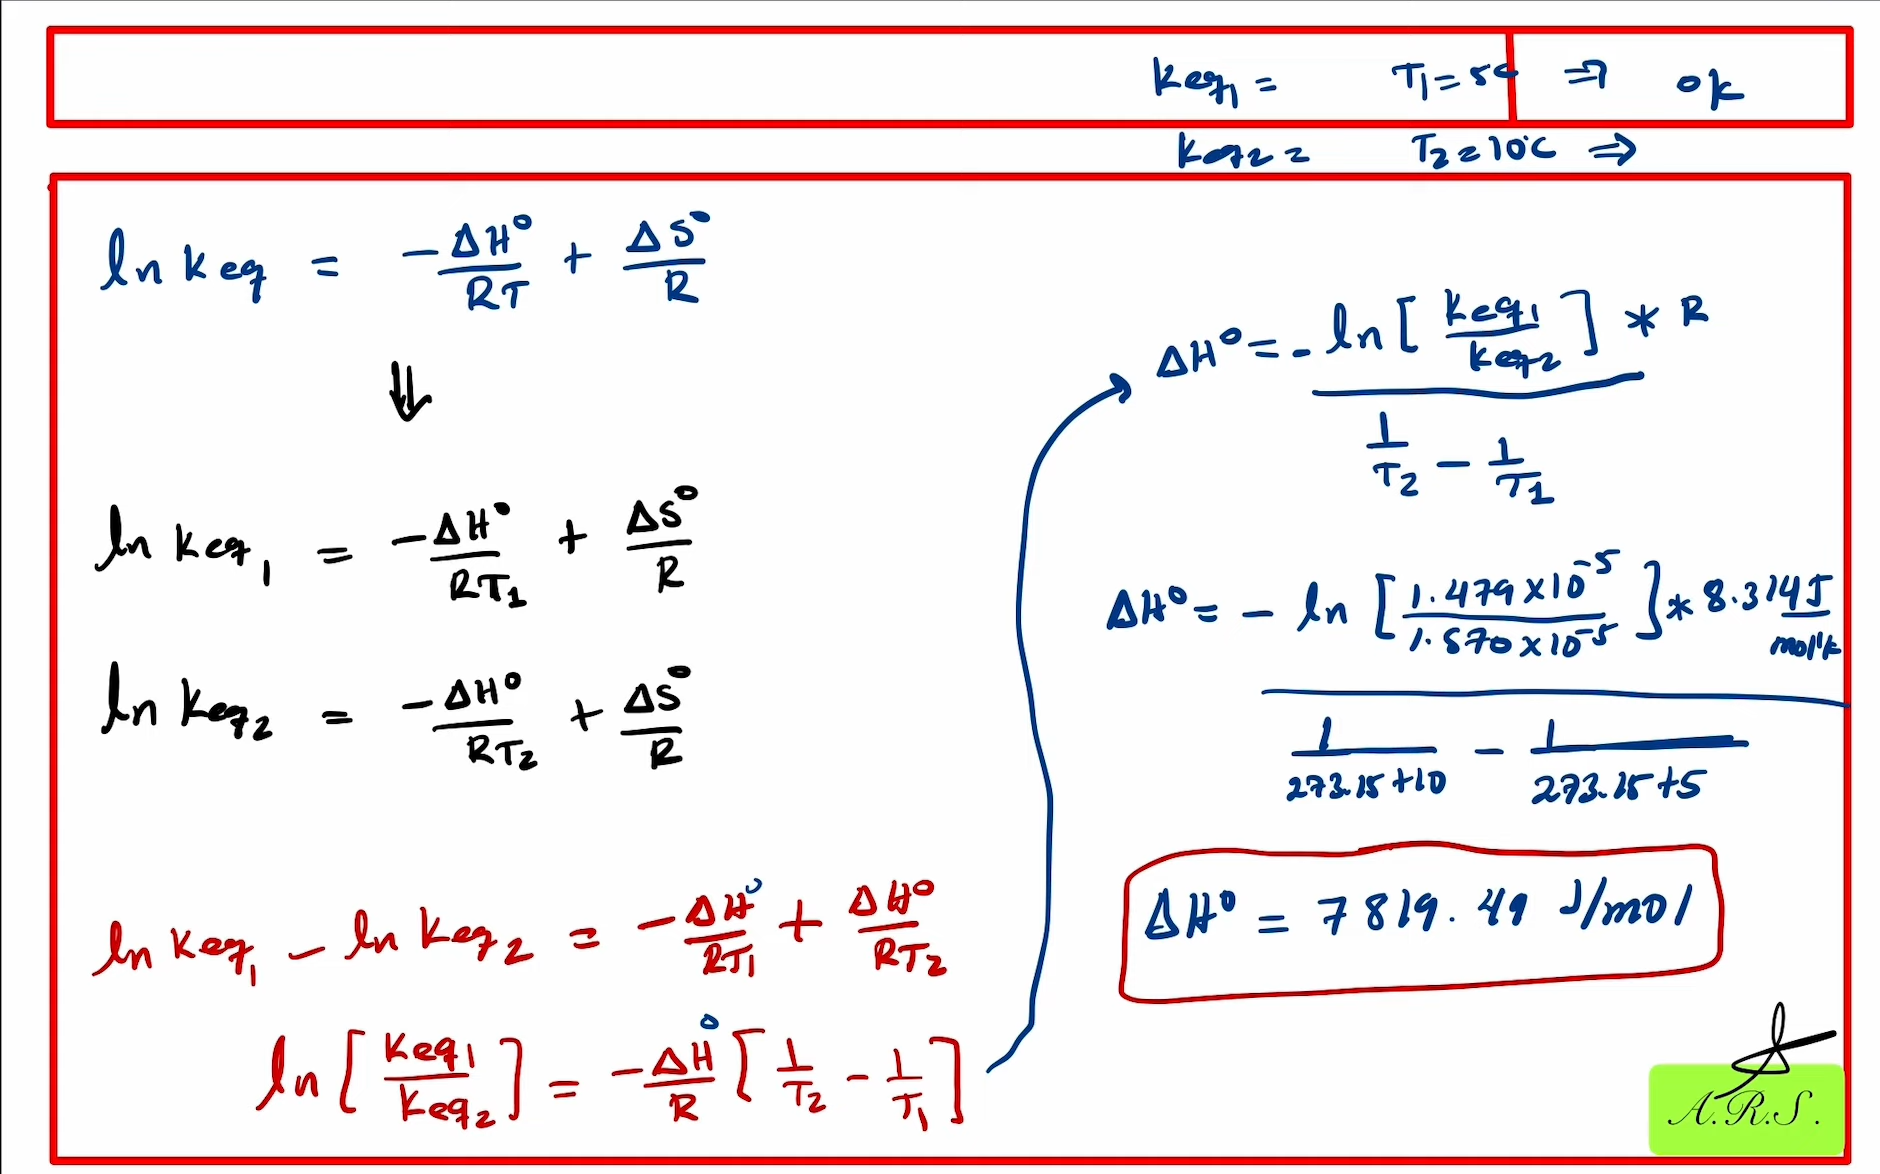 Keq1 = T1 = 5C ⇒ ok
Keq2 = T2 = 10°C ⇒
ln Keq = -ΔH°/RT + ΔS°/R
⇓
ln Keq1 = -ΔH°/RT1 + ΔS°/R
ln Keq2 = -ΔH°/RT2 + ΔS°/R
ln Keq1 - ln Keq2 = -ΔH°/RT1 + ΔH°/RT2
ln [Keq1/Keq2] = -ΔH°/R [1/T2 - 1/T1]
ΔH° = - ln [Keq1/Keq2] * R
1/T2 - 1/T1
ΔH° = - ln [1.479 x 10^-5 / 1.570 x 10^-5] * 8.314 J/mol·k
1/273.15+10 - 1/273.15+5
ΔH° = 7819.49 J/mol
A.R.S.